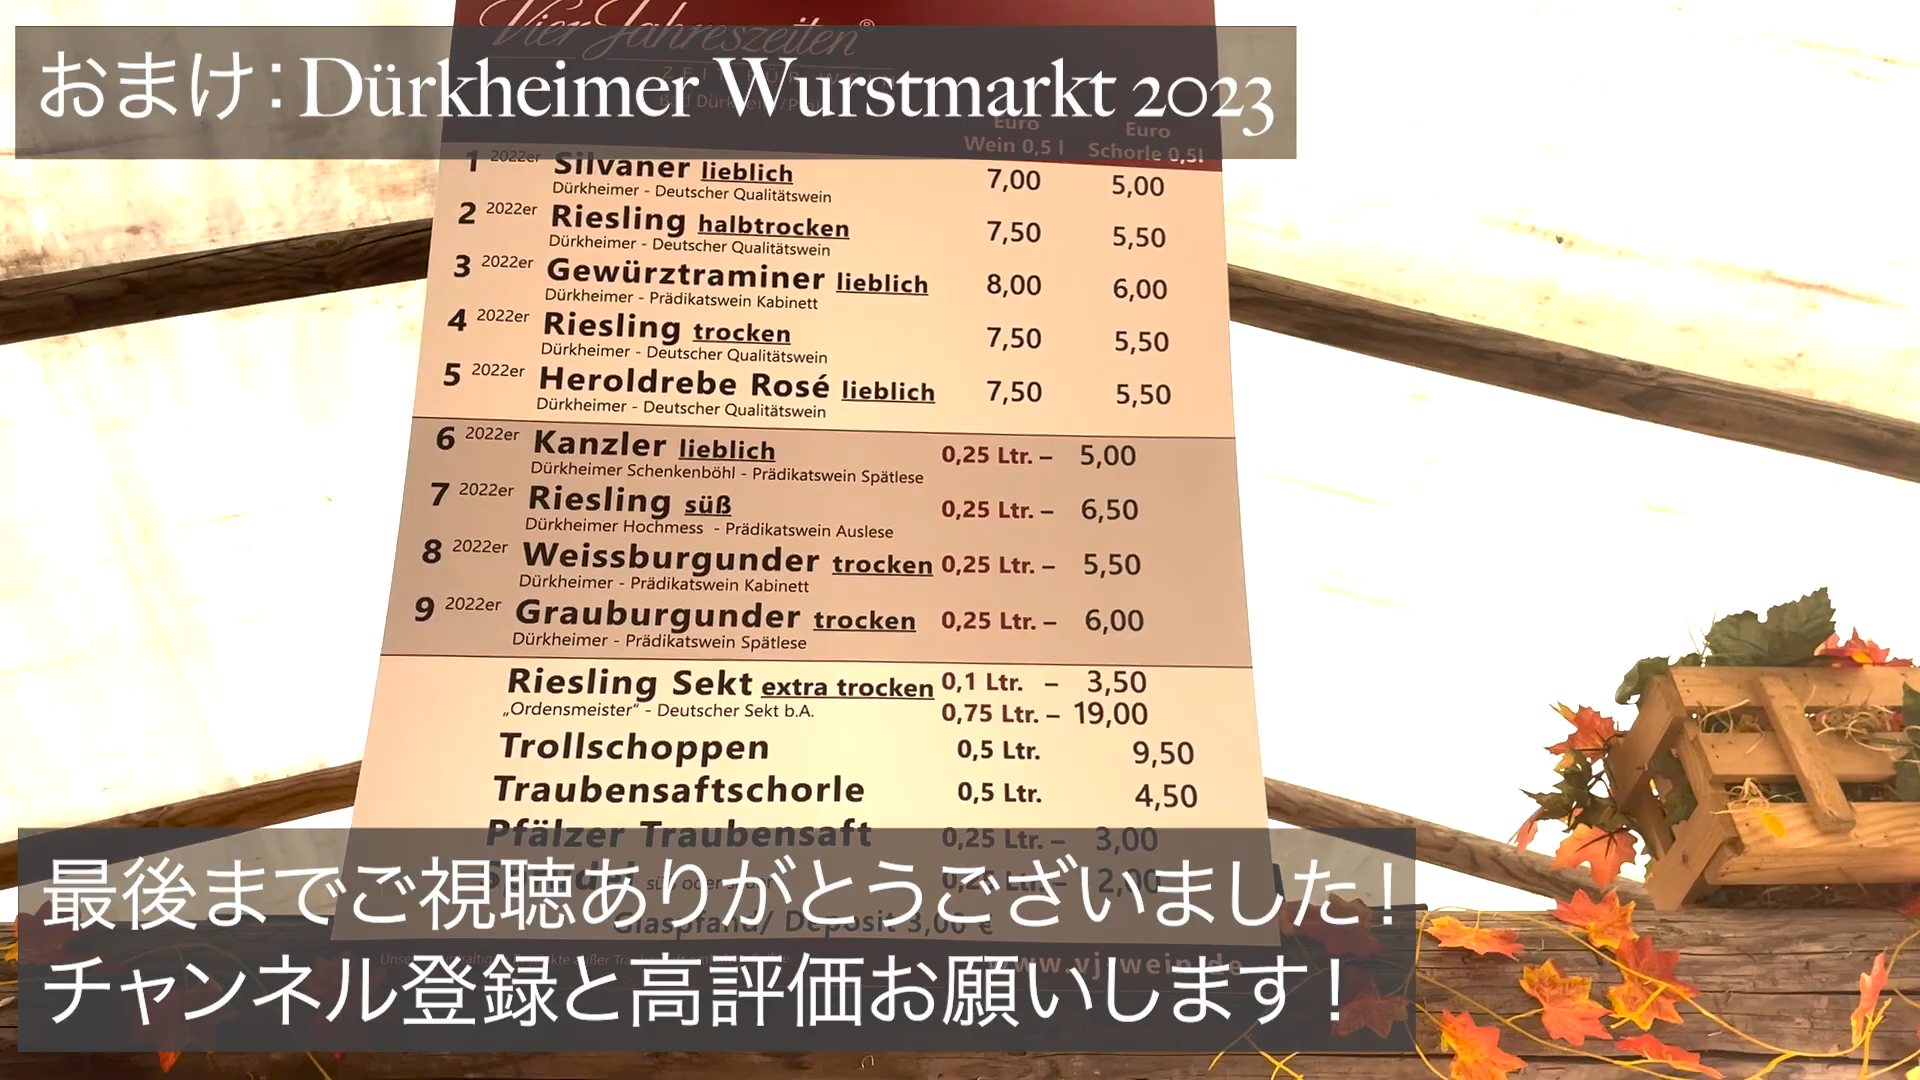 Vier Jahreszeiten®
おまけ：Dürkheimer Wurstmarkt 2023
Euro Euro
Wein 0,5 l Schorle 0,5l
1 2022er Silvaner lieblich 7,00 5,00
Dürkheimer - Deutscher Qualitätswein
2 2022er Riesling halbtrocken 7,50 5,50
Dürkheimer - Deutscher Qualitätswein
3 2022er Gewürztraminer lieblich 8,00 6,00
Dürkheimer - Prädikatswein Kabinett
4 2022er Riesling trocken 7,50 5,50
Dürkheimer - Deutscher Qualitätswein
5 2022er Heroldrebe Rosé lieblich 7,50 5,50
Dürkheimer - Deutscher Qualitätswein
6 2022er Kanzler lieblich 0,25 Ltr. – 5,00
Dürkheimer Schenkenböhl - Prädikatswein Spätlese
7 2022er Riesling süß 0,25 Ltr. – 6,50
Dürkheimer Hochmess - Prädikatswein Auslese
8 2022er Weissburgunder trocken 0,25 Ltr. – 5,50
Dürkheimer - Prädikatswein Kabinett
9 2022er Grauburgunder trocken 0,25 Ltr. – 6,00
Dürkheimer - Prädikatswein Spätlese
Riesling Sekt extra trocken 0,1 Ltr. – 3,50
„Ordensmeister“ - Deutscher Sekt b.A. 0,75 Ltr. – 19,00
Trollschoppen 0,5 Ltr. 9,50
Traubensaftschorle 0,5 Ltr. 4,50
Pfälzer Traubensaft 0,25 Ltr. – 3,00
最後までご視聴ありがとうございました！
Glaspfand/ Deposit 3,00 €
www.vj-wein.de
チャンネル登録と高評価お願いします！